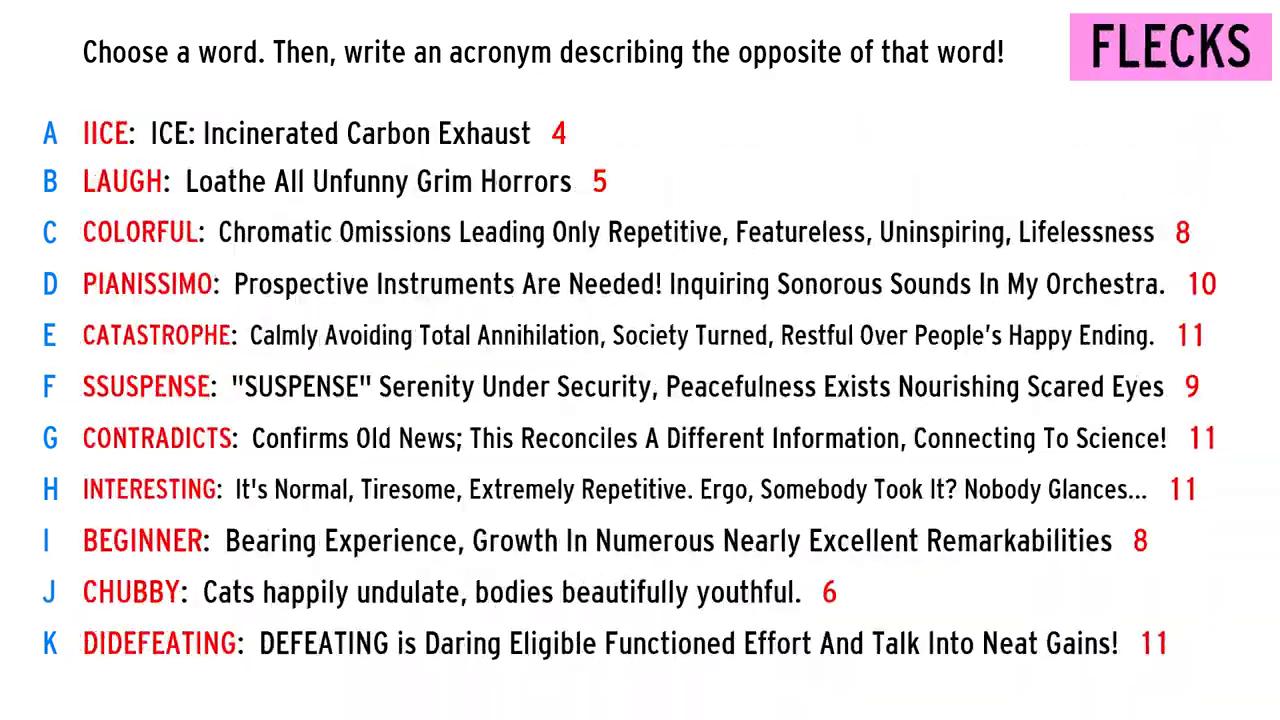 Choose a word. Then, write an acronym describing the opposite of that word!
FLECKS
A IICE: ICE: Incinerated Carbon Exhaust 4
B LAUGH: Loathe All Unfunny Grim Horrors 5
C COLORFUL: Chromatic Omissions Leading Only Repetitive, Featureless, Uninspiring, Lifelessness 8
D PIANISSIMO: Prospective Instruments Are Needed! Inquiring Sonorous Sounds In My Orchestra. 10
E CATASTROPHE: Calmly Avoiding Total Annihilation, Society Turned, Restful Over People's Happy Ending. 11
F SSUSPENSE: "SUSPENSE" Serenity Under Security, Peacefulness Exists Nourishing Scared Eyes 9
G CONTRADICTS: Confirms Old News; This Reconciles A Different Information, Connecting To Science! 11
H INTERESTING: It's Normal, Tiresome, Extremely Repetitive. Ergo, Somebody Took It? Nobody Glances... 11
I BEGINNER: Bearing Experience, Growth In Numerous Nearly Excellent Remarkabilities 8
J CHUBBY: Cats happily undulate, bodies beautifully youthful. 6
K DIDEFEATING: DEFEATING is Daring Eligible Functioned Effort And Talk Into Neat Gains! 11